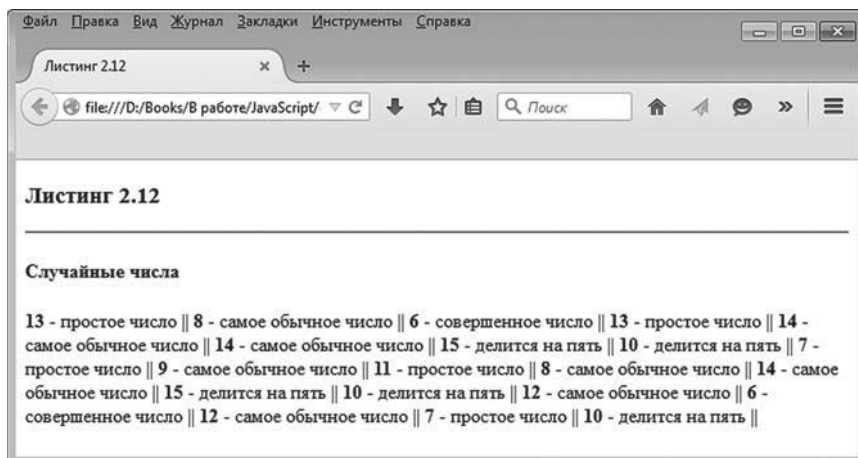 Файл Правка Вид Журнал Закладки Инструменты Справка
Листинг 2.12
file:///D:/Books/В работе/JavaScript/
Поиск
Листинг 2.12
Случайные числа
13 - простое число || 8 - самое обычное число || 6 - совершенное число || 13 - простое число || 14 -
самое обычное число || 14 - самое обычное число || 15 - делится на пять || 10 - делится на пять || 7 -
простое число || 9 - самое обычное число || 11 - простое число || 8 - самое обычное число || 14 - самое
обычное число || 15 - делится на пять || 10 - делится на пять || 12 - самое обычное число || 6 -
совершенное число || 12 - самое обычное число || 7 - простое число || 10 - делится на пять ||